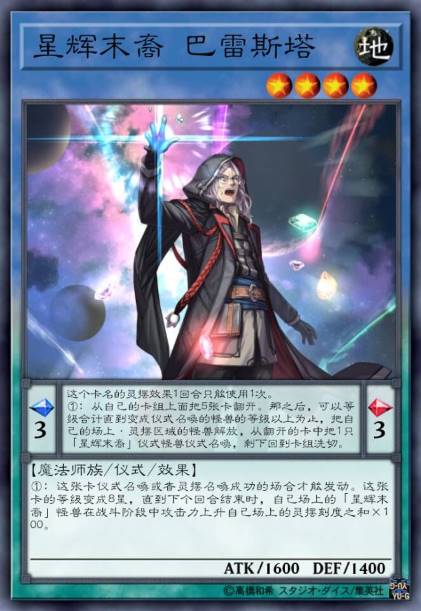 星辉末裔 巴雷斯塔
地
这个卡名的灵摆效果1回合只能使用1次。
①：从自己的卡组上面把5张卡翻开。那之后，可以等
级合计直到变成仪式召唤的怪兽的等级以上为止，把自
己的场上·灵摆区域的怪兽解放，从翻开的卡中把1只
「星辉末裔」仪式怪兽仪式召唤，剩下回到卡组洗切。
3
3
【魔法师族/仪式/效果】
①：这张卡仪式召唤或者灵摆召唤成功的场合才能发动。这张
卡的等级变成8星，直到下个回合结束时，自己场上的「星辉末
裔」怪兽在战斗阶段中攻击力上升自己场上的灵摆刻度之和×1
00。
ATK/1600 DEF/1400
©高橋和希 スタジオ・ダイス/集英社